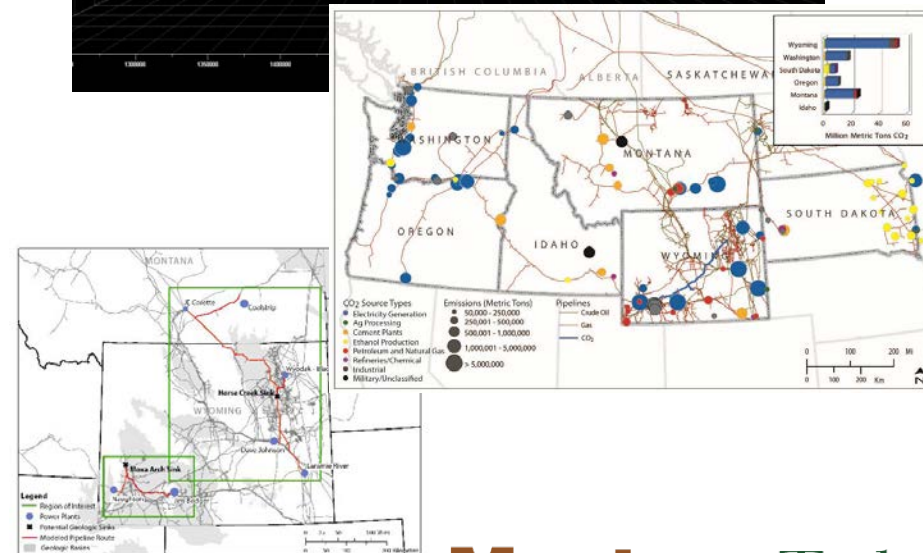 1300000
1350000
BRITISH COLUMBIA
ALBERTA
SASKATCHEWAN
WASHINGTON
MONTANA
OREGON
IDAHO
WYOMING
SOUTH DAKOTA
Wyoming
Washington
South Dakota
Oregon
Montana
Idaho
0 20 40 60
Million Metric Tons CO₂
CO₂ Source Types
Electricity Generation
Ag Processing
Cement Plants
Ethanol Production
Petroleum and Natural Gas
Refineries/Chemical
Industrial
Military/Unclassified
Emissions (Metric Tons)
50,000 - 250,000
250,001 - 500,000
500,001 - 1,000,000
1,000,001 - 5,000,000
> 5,000,000
Pipelines
Crude Oil
Gas
CO₂
0 100 200 Mi
0 100 200 Km
MONTANA
JE Corette
Colstrip
Horse Creek Sink
WYOMING
Dave Johnson
Laramie River
Moxa Arch Sink
Legend
Region of Interest
Power Plants
Potential Geologic Sinks
Modeled Pipeline Route
Geologic Basins